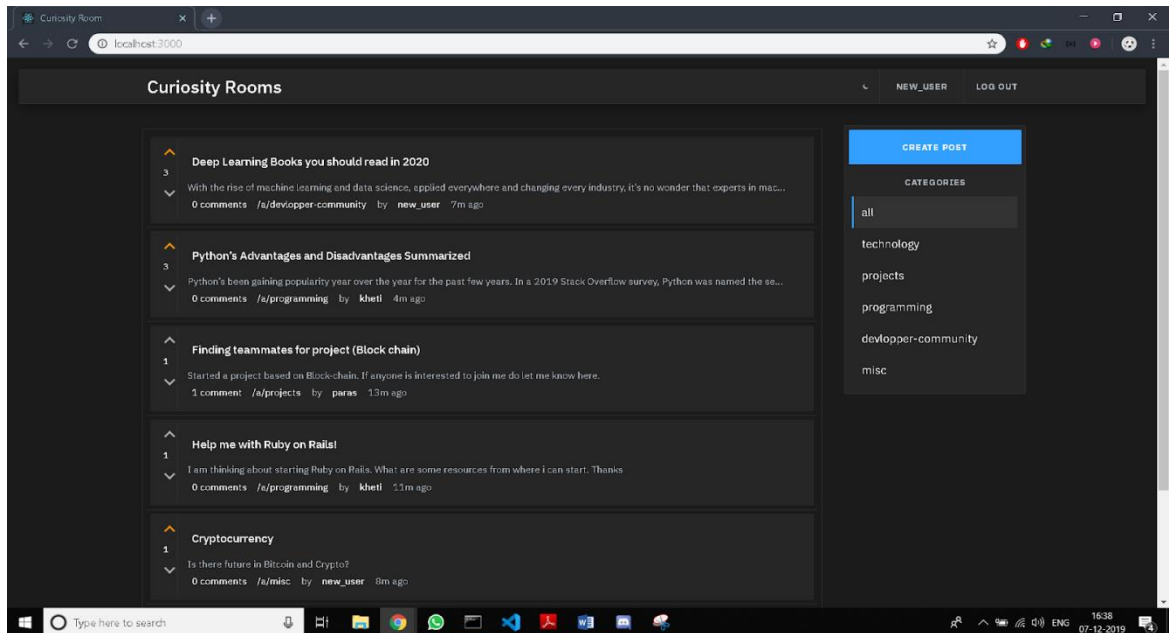 Curiosity Room
localhost:3000
Curiosity Rooms
NEW_USER
LOG OUT
3
Deep Learning Books you should read in 2020
With the rise of machine learning and data science, applied everywhere and changing every industry, it's no wonder that experts in mac...
0 comments /a/devlopper-community by new_user 7m ago
3
Python's Advantages and Disadvantages Summarized
Python's been gaining popularity year over the year for the past few years. In a 2019 Stack Overflow survey, Python was named the se...
0 comments /a/programming by kheti 4m ago
1
Finding teammates for project (Block chain)
Started a project based on Block-chain. If anyone is interested to join me do let me know here.
1 comment /a/projects by paras 13m ago
1
Help me with Ruby on Rails!
I am thinking about starting Ruby on Rails. What are some resources from where i can start. Thanks
0 comments /a/programming by kheti 11m ago
1
Cryptocurrency
Is there future in Bitcoin and Crypto?
0 comments /a/misc by new_user 8m ago
CREATE POST
CATEGORIES
all
technology
projects
programming
devlopper-community
misc
Type here to search
ENG
16:38
07-12-2019